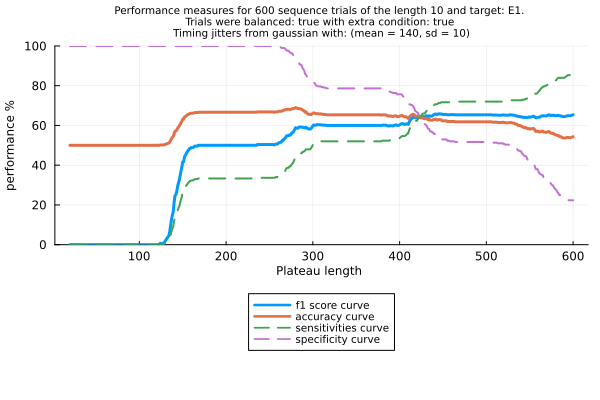 Performance measures for 600 sequence trials of the length 10 and target: E1.
Trials were balanced: true with extra condition: true
Timing jitters from gaussian with: (mean = 140, sd = 10)
100
80
60
40
20
0
performance %
100 200 300 400 500 600
Plateau length
f1 score curve
accuracy curve
sensitivities curve
specificity curve